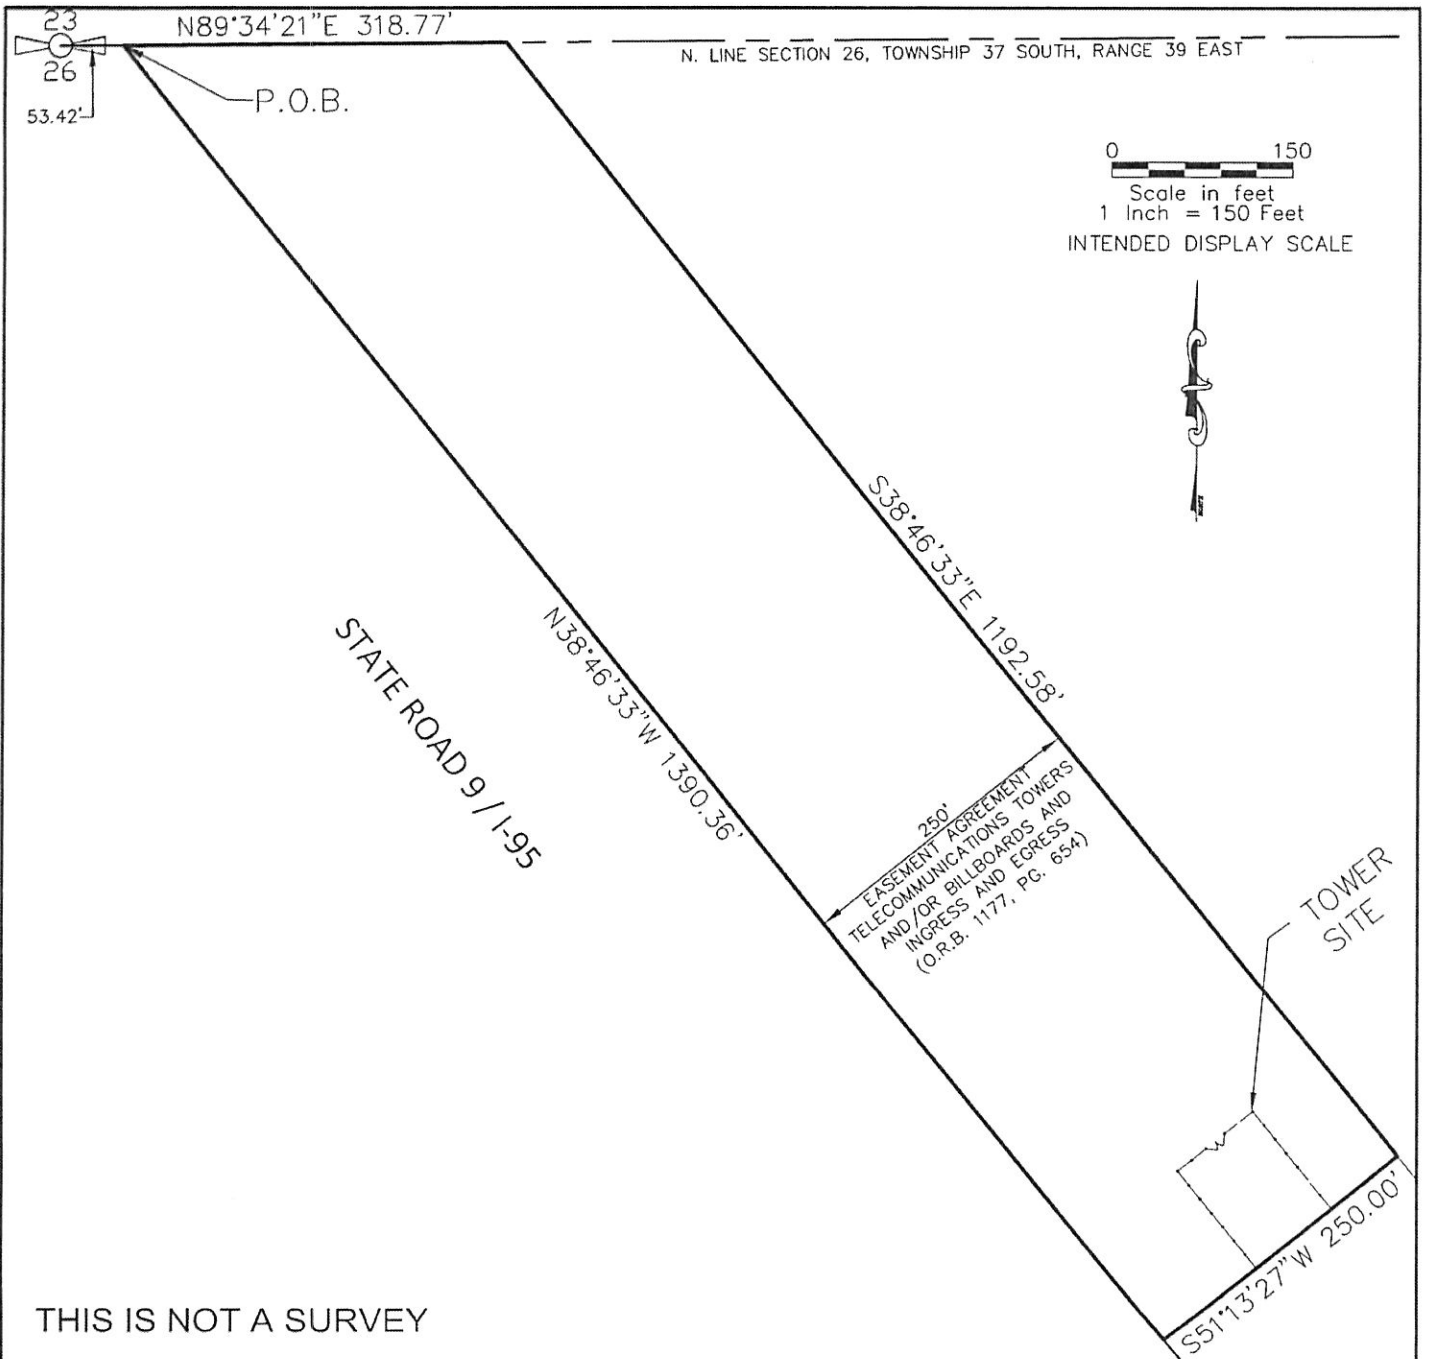 23
26
53.42'
N89°34'21"E 318.77'
P.O.B.
N. LINE SECTION 26, TOWNSHIP 37 SOUTH, RANGE 39 EAST
0 150
Scale in feet
1 Inch = 150 Feet
INTENDED DISPLAY SCALE
S38°46'33"E 1192.58'
N38°46'33"W 1390.36'
STATE ROAD 9 / I-95
250'
EASEMENT AGREEMENT
TELECOMMUNICATIONS TOWERS
AND/OR BILLBOARDS AND
INGRESS AND EGRESS
(O.R.B. 1177, PG. 654)
TOWER
SITE
S51°13'27"W 250.00'
THIS IS NOT A SURVEY